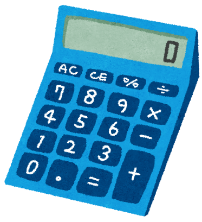 0
AC CE % ÷
7 8 9 ×
4 5 6 −
1 2 3
0 . = +